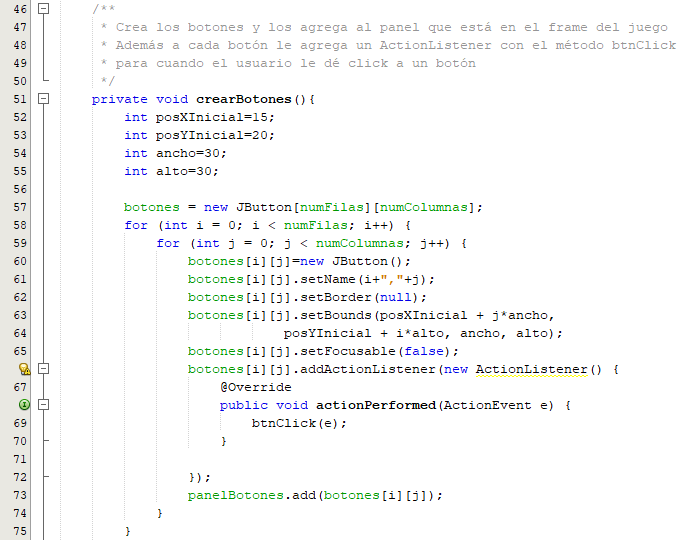 46 /**
47 * Crea los botones y los agrega al panel que está en el frame del juego
48 * Además a cada botón le agrega un ActionListener con el método btnClick
49 * para cuando el usuario le dé click a un botón
50 */
51 private void crearBotones(){
52 int posXInicial=15;
53 int posYInicial=20;
54 int ancho=30;
55 int alto=30;
56
57 botones = new JButton[numFilas][numColumnas];
58 for (int i = 0; i < numFilas; i++) {
59 for (int j = 0; j < numColumnas; j++) {
60 botones[i][j]=new JButton();
61 botones[i][j].setName(i+","+j);
62 botones[i][j].setBorder(null);
63 botones[i][j].setBounds(posXInicial + j*ancho,
64 posYInicial + i*alto, ancho, alto);
65 botones[i][j].setFocusable(false);
botones[i][j].addActionListener(new ActionListener() {
67 @Override
public void actionPerformed(ActionEvent e) {
69 btnClick(e);
70 }
71
72 });
73 panelBotones.add(botones[i][j]);
74 }
75 }